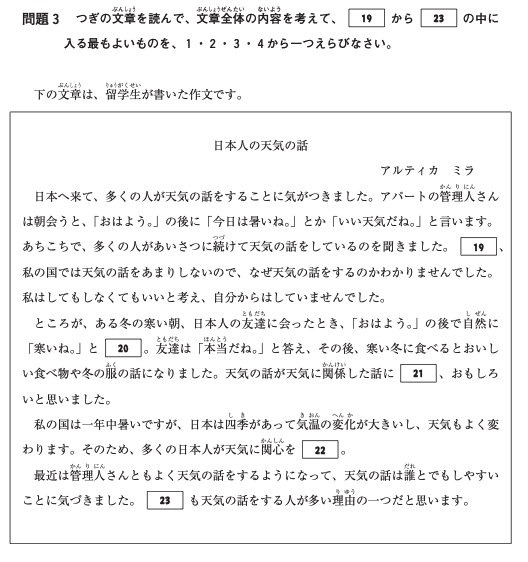 問題3 つぎの文章を読んで、文章全体の内容を考えて、 19 から 23 の中に
入る最もよいものを、1・2・3・4から一つえらびなさい。
下の文章は、留学生が書いた作文です。
日本人の天気の話
アルティカ ミラ
日本へ来て、多くの人が天気の話をすることに気がつきました。アパートの管理人さん
は朝会うと、「おはよう。」の後に「今日は暑いね。」とか「いい天気だね。」と言います。
あちこちで、多くの人があいさつに続けて天気の話をしているのを聞きました。 19 、
私の国では天気の話をあまりしないので、なぜ天気の話をするのかわかりませんでした。
私はしてもしなくてもいいと考え、自分からはしていませんでした。
ところが、ある冬の寒い朝、日本人の友達に会ったとき、「おはよう。」の後で自然に
「寒いね。」と 20 。友達は「本当だね。」と答え、その後、寒い冬に食べるとおいし
い食べ物や冬の服の話になりました。天気の話が天気に関係した話に 21 、おもしろ
いと思いました。
私の国は一年中暑いですが、日本は四季があって気温の変化が大きいし、天気もよく変
わります。そのため、多くの日本人が天気に関心を 22 。
最近は管理人さんともよく天気の話をするようになって、天気の話は誰とでもしやすい
ことに気づきました。 23 も天気の話をする人が多い理由の一つだと思います。